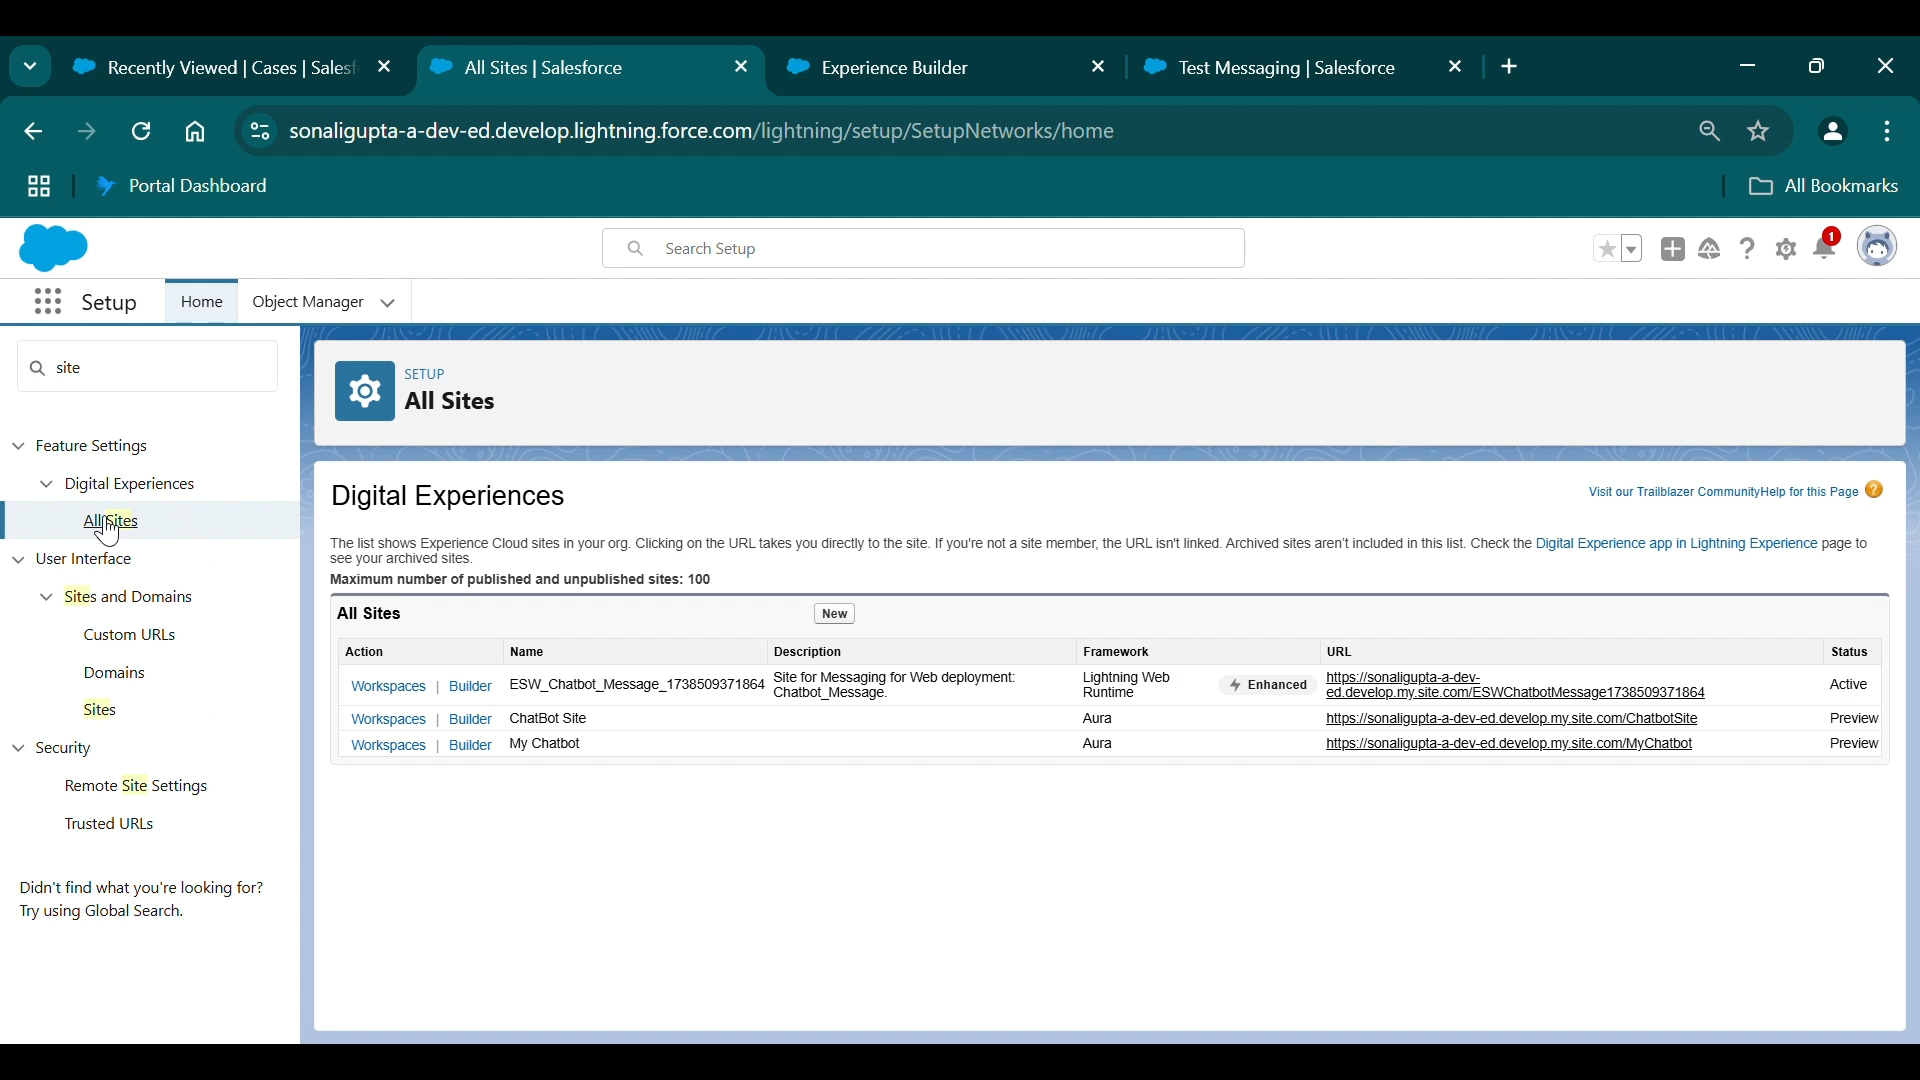 Recently Viewed | Cases | Salesf
All Sites | Salesforce
Experience Builder
Test Messaging | Salesforce
sonaligupta-a-dev-ed.develop.lightning.force.com/lightning/setup/SetupNetworks/home
Portal Dashboard
All Bookmarks
Search Setup
1
Setup
Home
Object Manager
site
Feature Settings
Digital Experiences
All Sites
User Interface
Sites and Domains
Custom URLs
Domains
Sites
Security
Remote Site Settings
Trusted URLs
Didn't find what you're looking for?
Try using Global Search.
SETUP
All Sites
Digital Experiences
Visit our Trailblazer Community Help for this Page ?
The list shows Experience Cloud sites in your org. Clicking on the URL takes you directly to the site. If you're not a site member, the URL isn't linked. Archived sites aren't included in this list. Check the Digital Experience app in Lightning Experience page to
see your archived sites.
Maximum number of published and unpublished sites: 100
All Sites New
Action Name Description Framework URL Status
Workspaces | Builder ESW_Chatbot_Message_1738509371864 Site for Messaging for Web deployment: Lightning Web Enhanced https://sonaligupta-a-dev- Active
Chatbot_Message. Runtime ed.develop.my.site.com/ESWChatbotMessage1738509371864
Workspaces | Builder ChatBot Site Aura https://sonaligupta-a-dev-ed.develop.my.site.com/ChatbotSite Preview
Workspaces | Builder My Chatbot Aura https://sonaligupta-a-dev-ed.develop.my.site.com/MyChatbot Preview